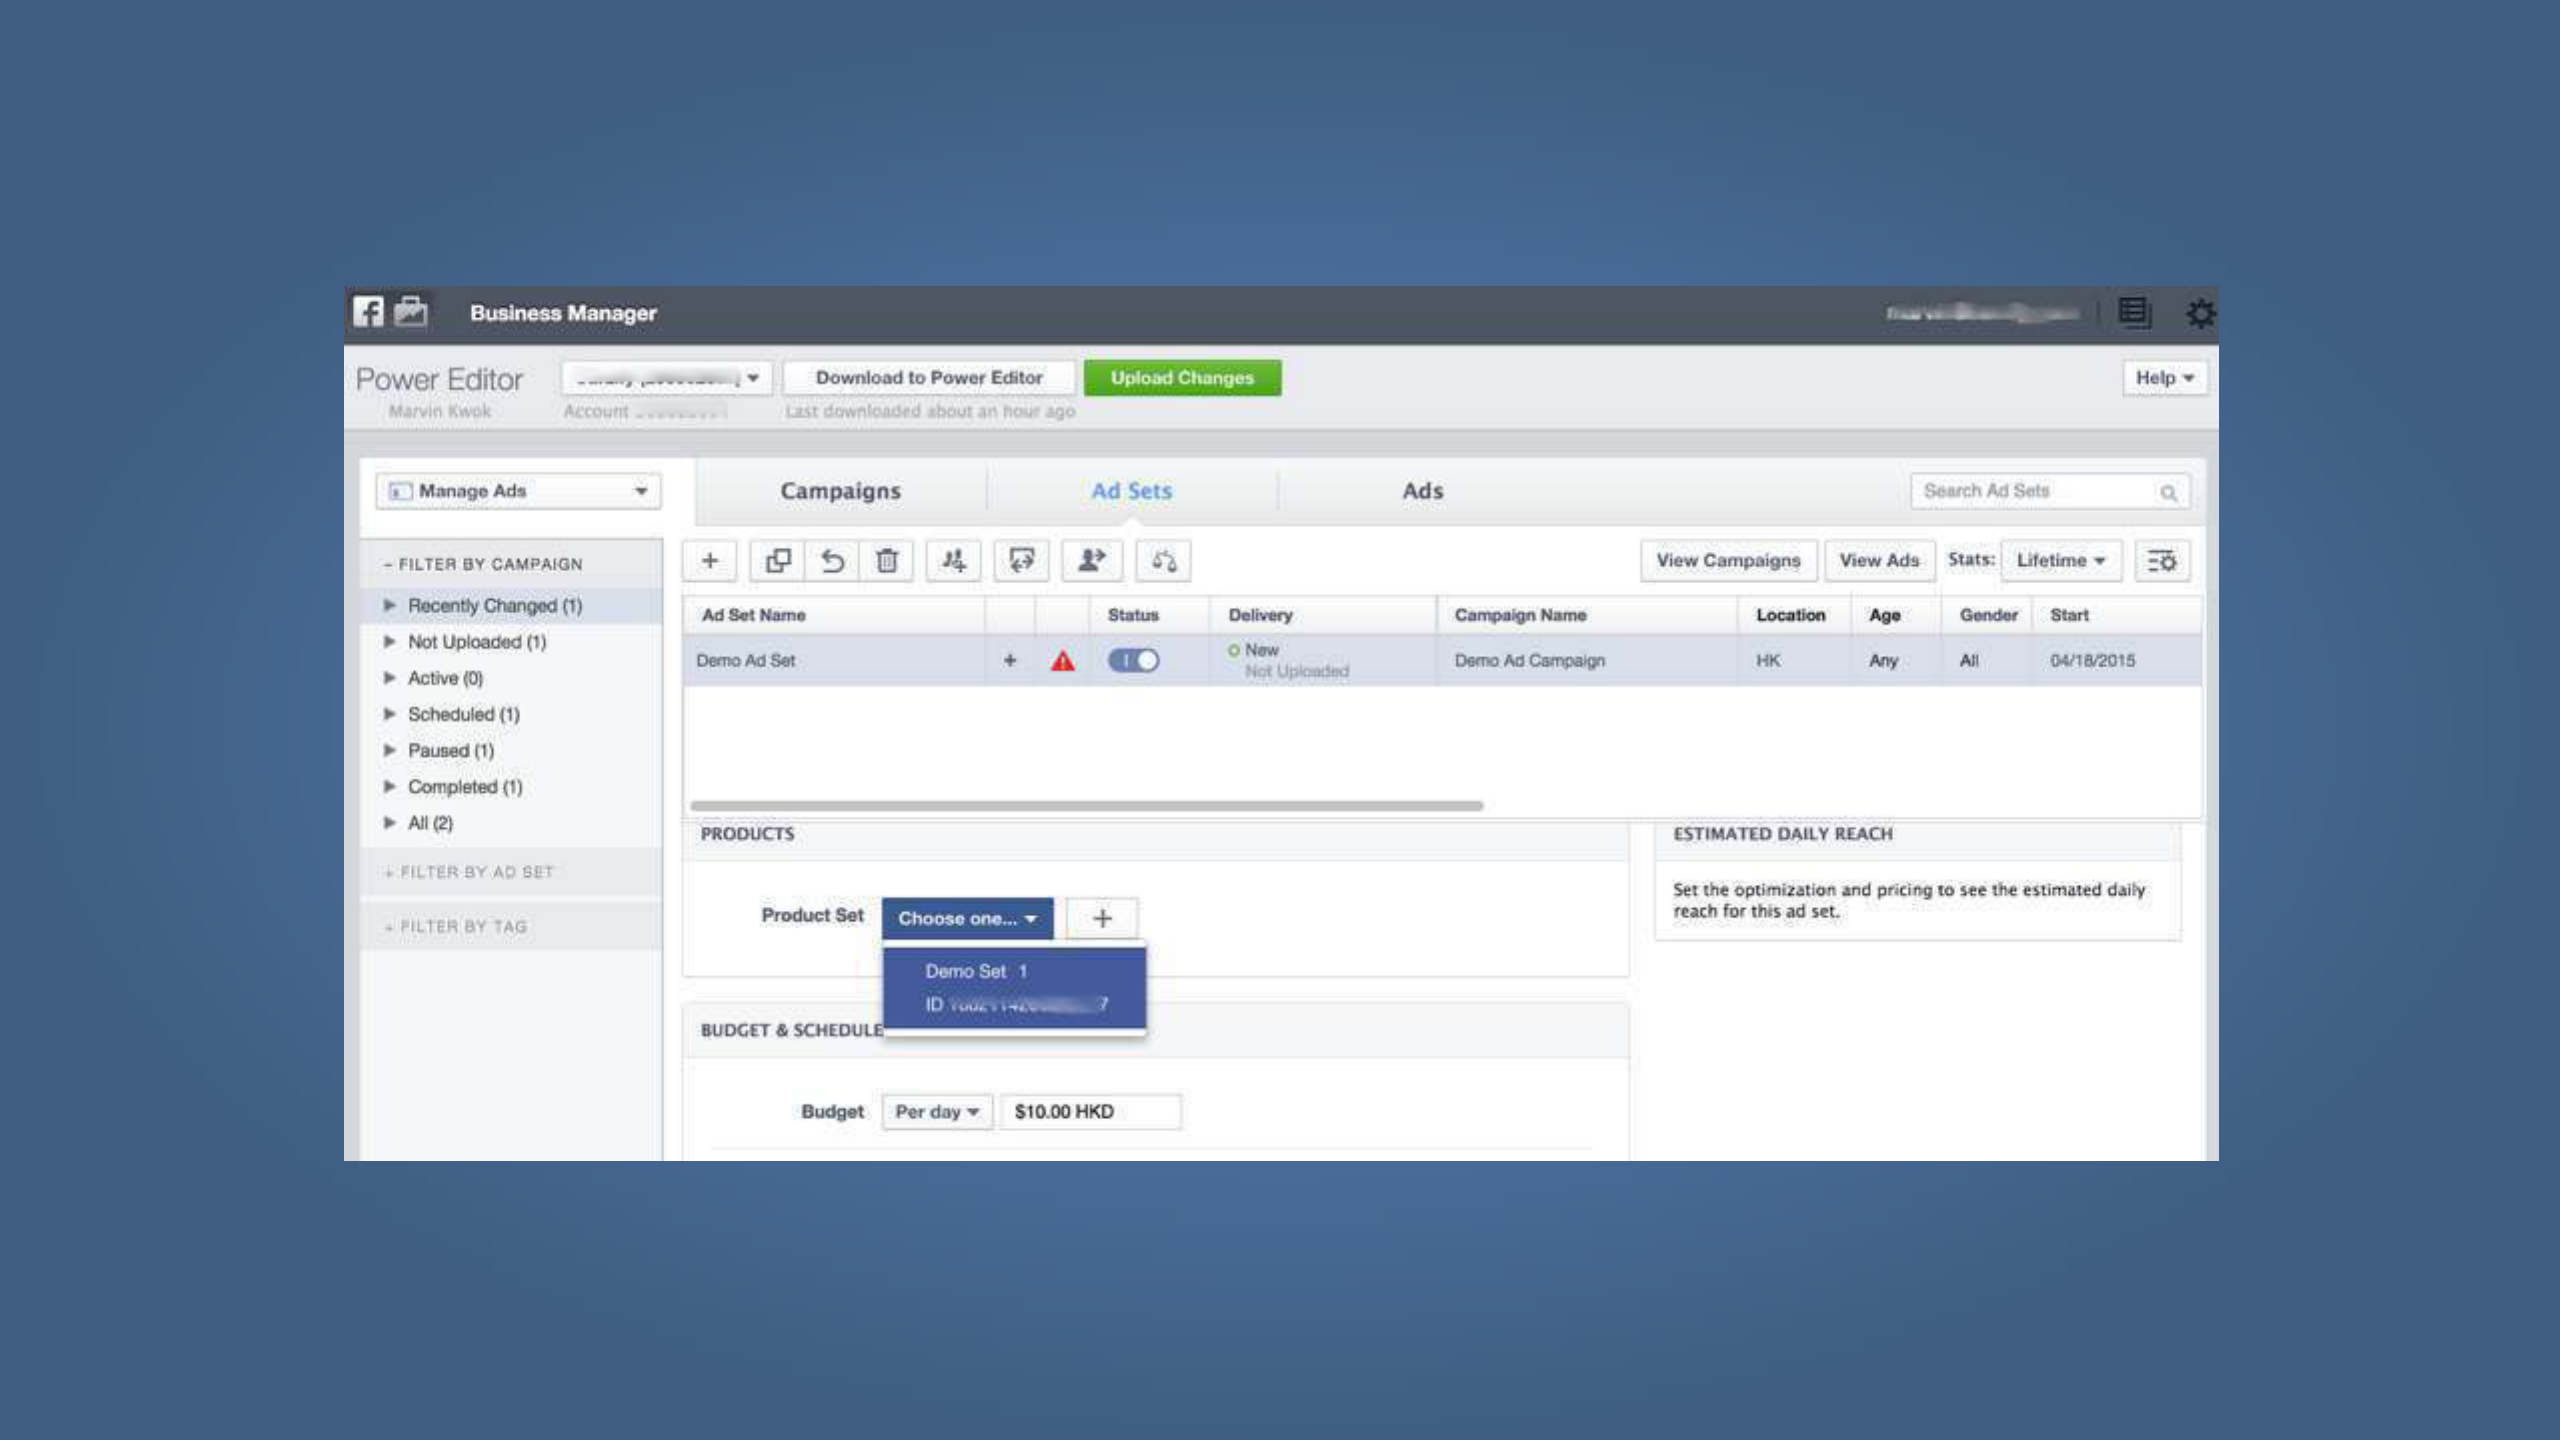 Business Manager
Power Editor
Download to Power Editor
Upload Changes
Help
Marvin Kwok
Account
Last downloaded about an hour ago
Manage Ads
Campaigns
Ad Sets
Ads
Search Ad Sets
– FILTER BY CAMPAIGN
Recently Changed (1)
Not Uploaded (1)
Active (0)
Scheduled (1)
Paused (1)
Completed (1)
All (2)
+ FILTER BY AD SET
+ FILTER BY TAG
View Campaigns
View Ads
Stats:
Lifetime
Ad Set Name
Status
Delivery
Campaign Name
Location
Age
Gender
Start
Demo Ad Set
+
New
Not Uploaded
Demo Ad Campaign
HK
Any
All
04/18/2015
PRODUCTS
Product Set
Choose one...
+
Demo Set 1
ID
BUDGET & SCHEDULE
Budget
Per day
$10.00 HKD
ESTIMATED DAILY REACH
Set the optimization and pricing to see the estimated daily
reach for this ad set.